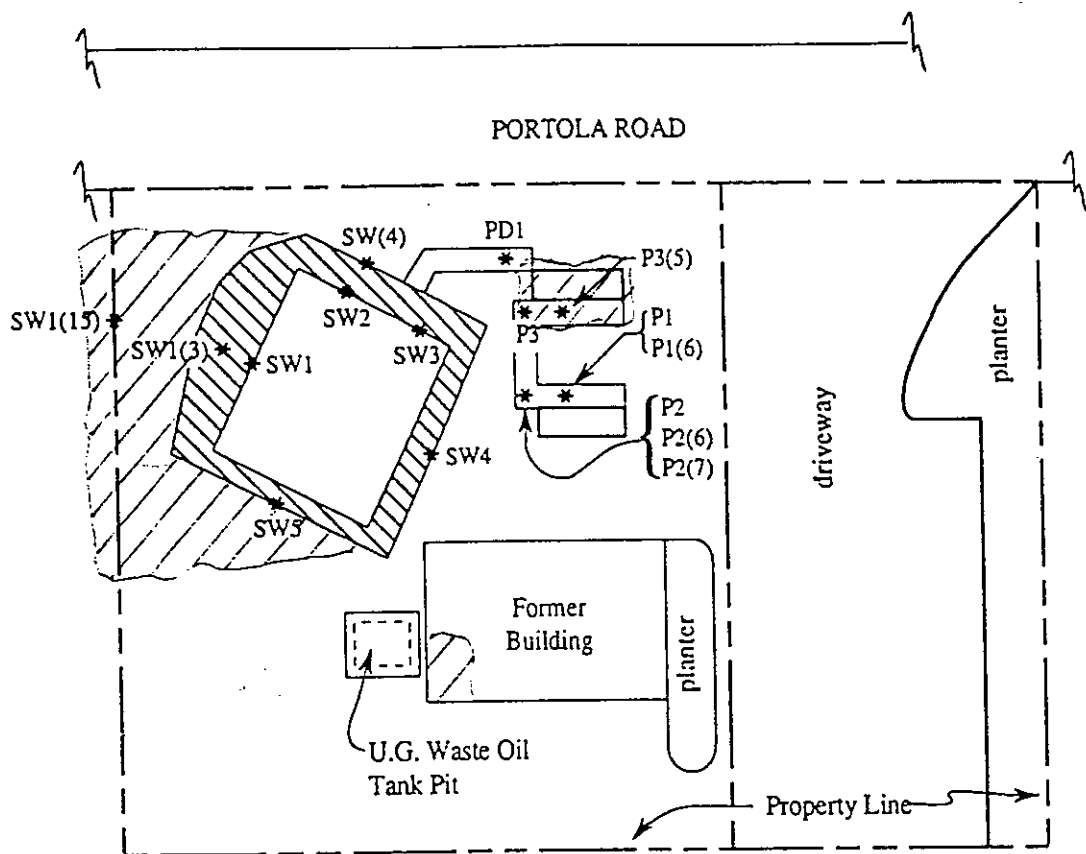 PORTOLA ROAD
SW(4)
PD1
P3(5)
SW1(15)
SW2
P3
P1
P1(6)
SW1(3)
SW1
SW3
P2
P2(6)
P2(7)
SW4
SW5
driveway
planter
Former
Building
planter
U.G. Waste Oil
Tank Pit
Property Line